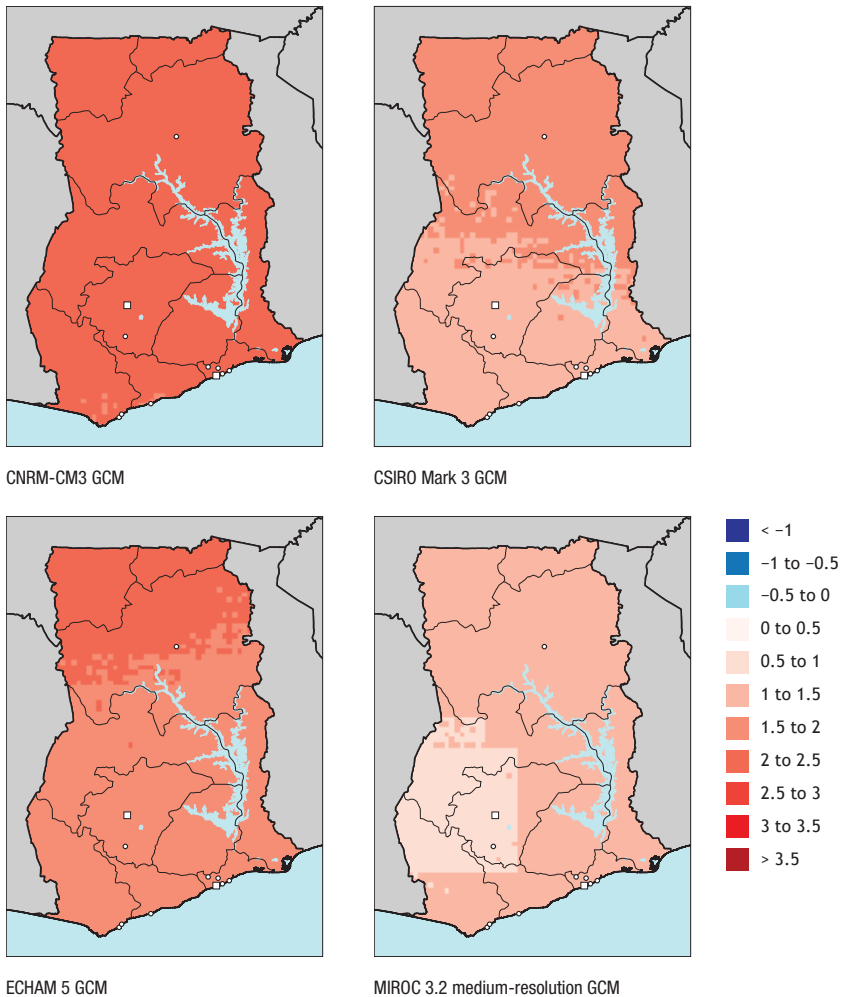 CNRM-CM3 GCM
CSIRO Mark 3 GCM
< –1
–1 to –0.5
–0.5 to 0
0 to 0.5
0.5 to 1
1 to 1.5
1.5 to 2
2 to 2.5
2.5 to 3
3 to 3.5
> 3.5
ECHAM 5 GCM
MIROC 3.2 medium-resolution GCM